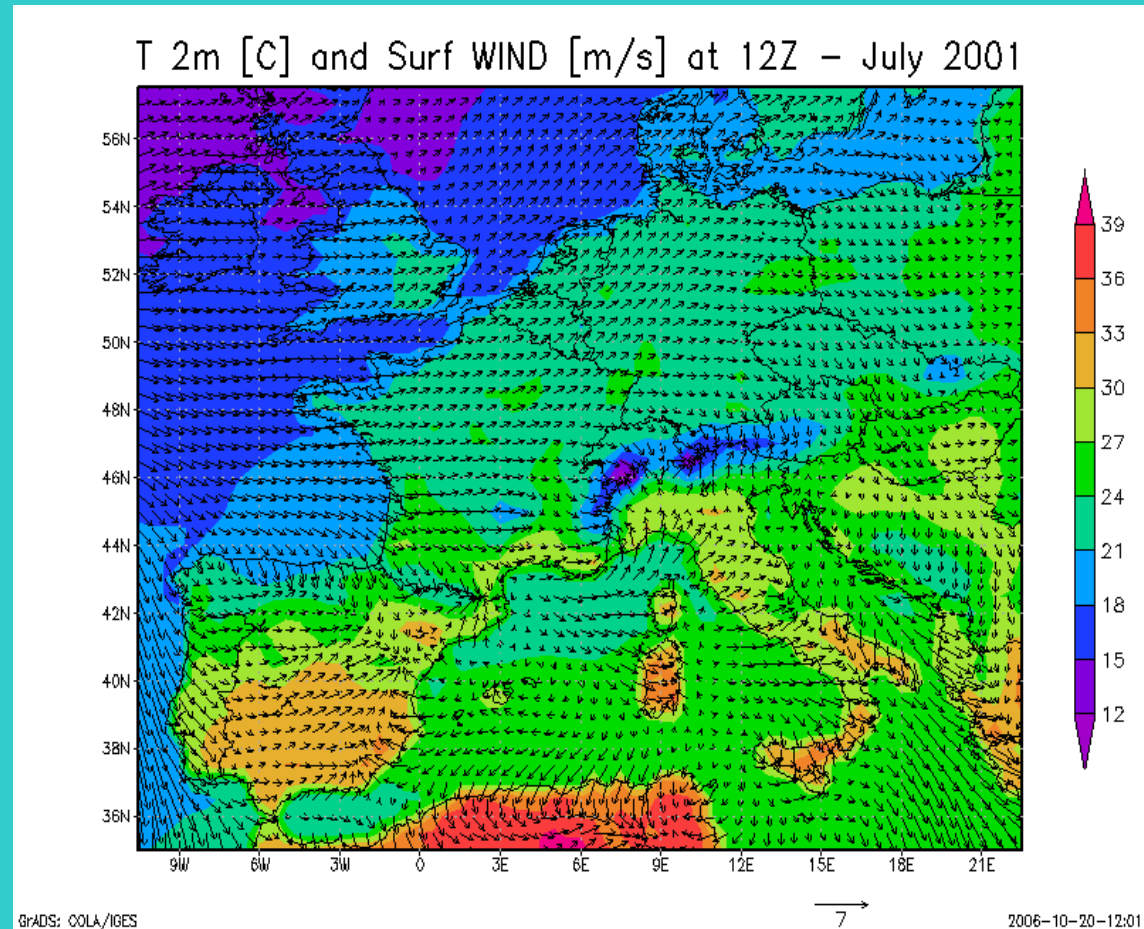 T 2m [C] and Surf WIND [m/s] at 12Z – July 2001
56N
54N
52N
50N
48N
46N
44N
42N
40N
38N
36N
9W 6W 3W 0 3E 6E 9E 12E 15E 18E 21E
39
36
33
30
27
24
21
18
15
12
7
GrADS: COLA/IGES
2006-10-20-12:01